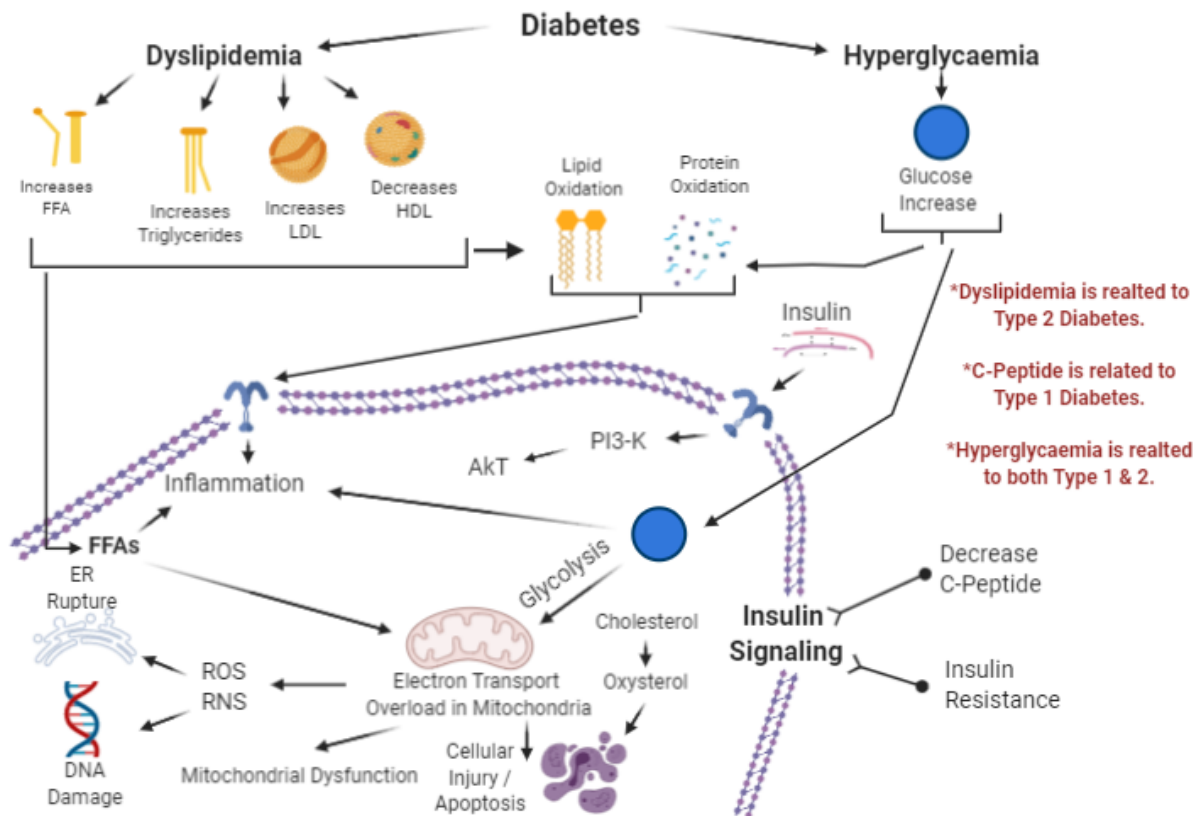 Diabetes
Dyslipidemia
Hyperglycaemia
Increases
FFA
Increases
Triglycerides
Increases
LDL
Decreases
HDL
Lipid
Oxidation
Protein
Oxidation
Glucose
Increase
*Dyslipidemia is realted to
Type 2 Diabetes.
*C-Peptide is related to
Type 1 Diabetes.
*Hyperglycaemia is realted
to both Type 1 & 2.
Insulin
PI3-K
AkT
Inflammation
FFAs
ER
Rupture
Glycolysis
Cholesterol
Oxysterol
Insulin
Signaling
Decrease
C-Peptide
Insulin
Resistance
ROS
RNS
Electron Transport
Overload in Mitochondria
DNA
Damage
Mitochondrial Dysfunction
Cellular
Injury /
Apoptosis